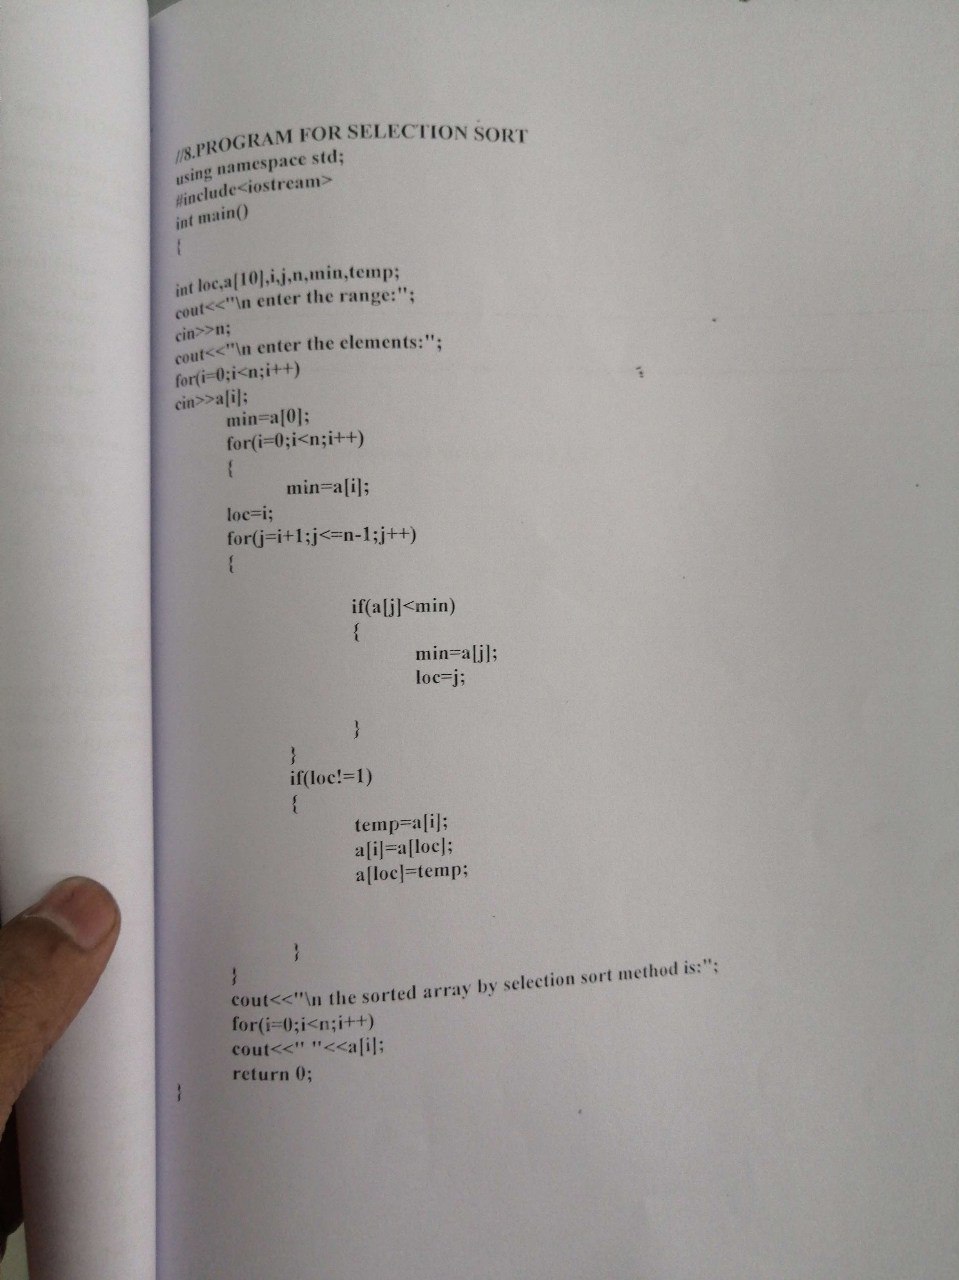 //8.PROGRAM FOR SELECTION SORT
using namespace std;
#include<iostream>
int main()
{
int loc,a[10],i,j,n,min,temp;
cout<<"\n enter the range:";
cin>>n;
cout<<"\n enter the elements:";
for(i=0;i<n;i++)
cin>>a[i];
min=a[0];
for(i=0;i<n;i++)
{
min=a[i];
loc=i;
for(j=i+1;j<=n-1;j++)
{
if(a[j]<min)
{
min=a[j];
loc=j;
}
}
if(loc!=1)
{
temp=a[i];
a[i]=a[loc];
a[loc]=temp;
}
}
cout<<"\n the sorted array by selection sort method is:";
for(i=0;i<n;i++)
cout<<" "<<a[i];
return 0;
}